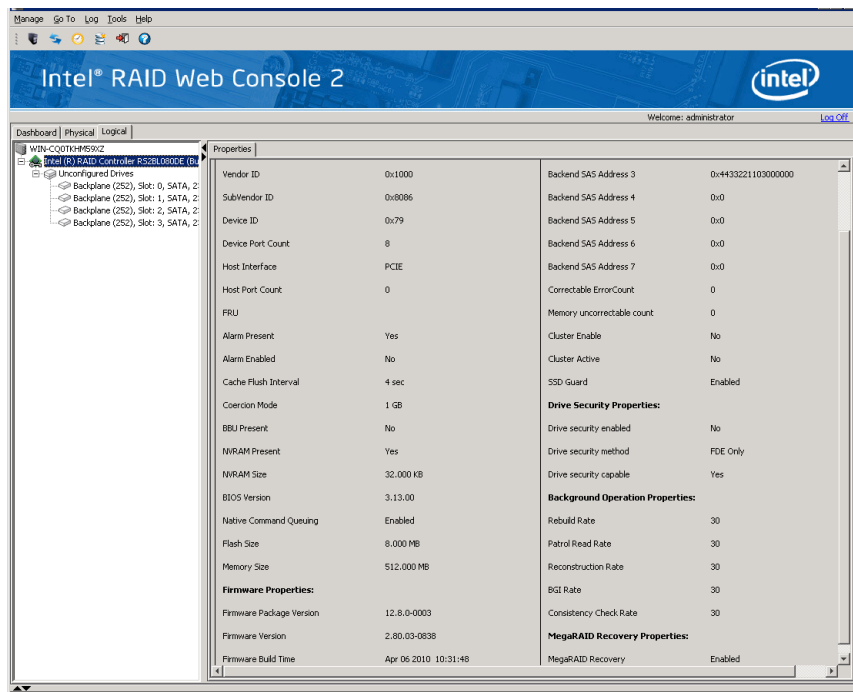 Manage Go To Log Tools Help
Intel® RAID Web Console 2
intel
Welcome: administrator Log Off
Dashboard Physical Logical
WIN-CQ0TKHM59XZ
Intel (R) RAID Controller RS2BL080DE (Bu
Unconfigured Drives
Backplane (252), Slot: 0, SATA, 2
Backplane (252), Slot: 1, SATA, 2
Backplane (252), Slot: 2, SATA, 2
Backplane (252), Slot: 3, SATA, 2
Properties
Vendor ID 0x1000 Backend SAS Address 3 0x4433221103000000
SubVendor ID 0x8086 Backend SAS Address 4 0x0
Device ID 0x79 Backend SAS Address 5 0x0
Device Port Count 8 Backend SAS Address 6 0x0
Host Interface PCIE Backend SAS Address 7 0x0
Host Port Count 0 Correctable ErrorCount 0
FRU Memory uncorrectable count 0
Alarm Present Yes Cluster Enable No
Alarm Enabled No Cluster Active No
Cache Flush Interval 4 sec SSD Guard Enabled
Coercion Mode 1 GB Drive Security Properties:
BBU Present No Drive security enabled No
NVRAM Present Yes Drive security method FDE Only
NVRAM Size 32.000 KB Drive security capable Yes
BIOS Version 3.13.00 Background Operation Properties:
Native Command Queuing Enabled Rebuild Rate 30
Flash Size 8.000 MB Patrol Read Rate 30
Memory Size 512.000 MB Reconstruction Rate 30
Firmware Properties: BGI Rate 30
Firmware Package Version 12.8.0-0003 Consistency Check Rate 30
Firmware Version 2.80.03-0838 MegaRAID Recovery Properties:
Firmware Build Time Apr 06 2010 10:31:48 MegaRAID Recovery Enabled